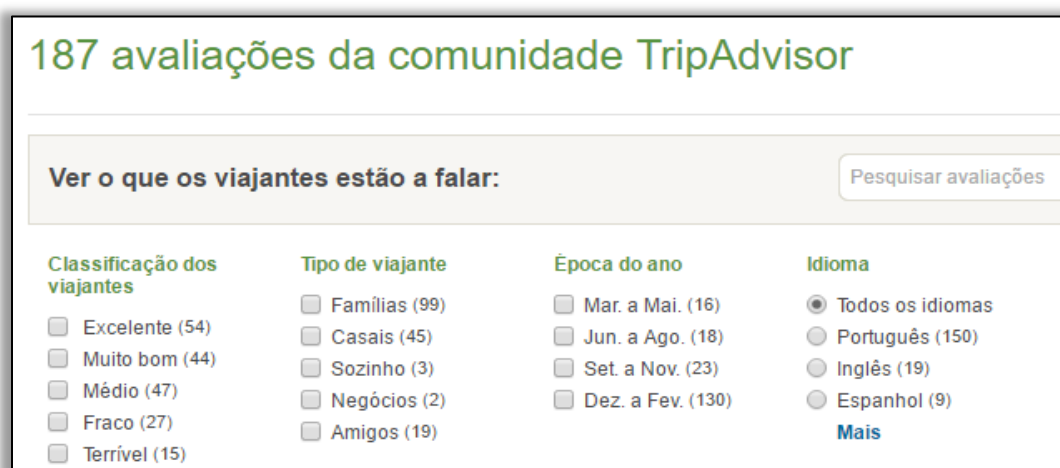 187 avaliações da comunidade TripAdvisor
Ver o que os viajantes estão a falar:
Pesquisar avaliações
Classificação dos
viajantes
Excelente (54)
Muito bom (44)
Médio (47)
Fraco (27)
Terrível (15)
Tipo de viajante
Famílias (99)
Casais (45)
Sozinho (3)
Negócios (2)
Amigos (19)
Época do ano
Mar. a Mai. (16)
Jun. a Ago. (18)
Set. a Nov. (23)
Dez. a Fev. (130)
Idioma
Todos os idiomas
Português (150)
Inglês (19)
Espanhol (9)
Mais